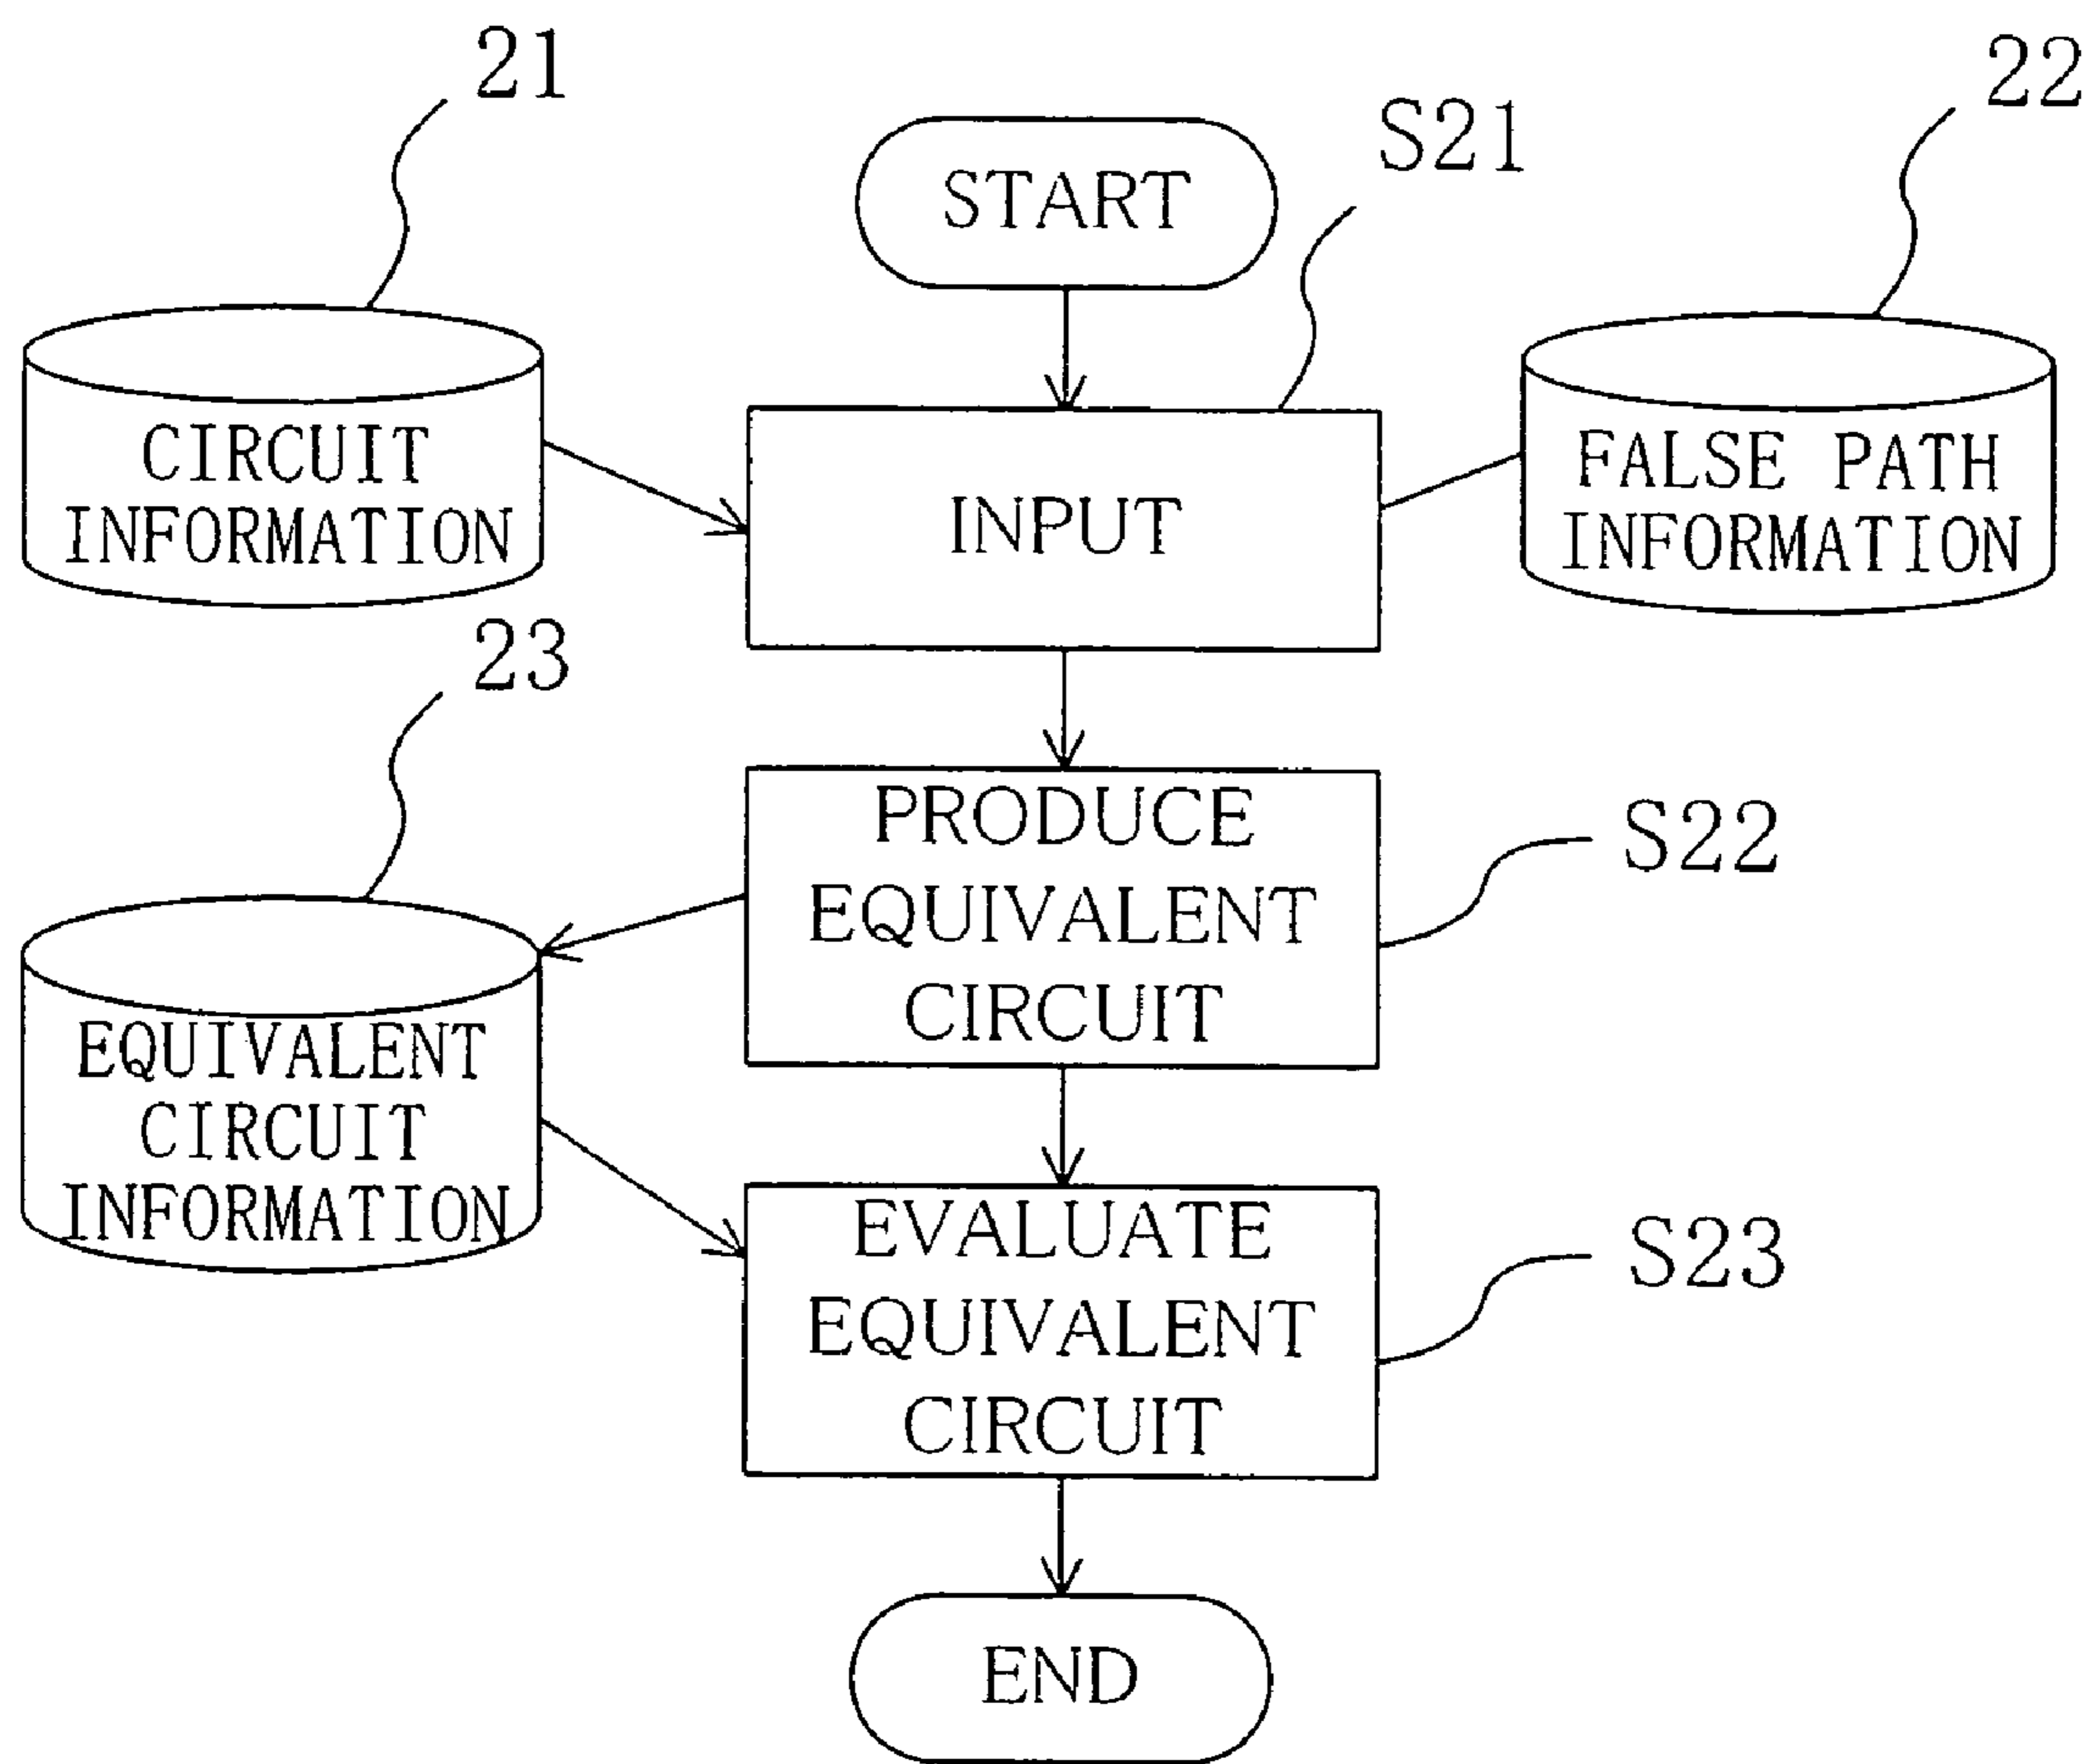 21
22
S21
START
CIRCUIT
INFORMATION
INPUT
FALSE PATH
INFORMATION
23
PRODUCE
EQUIVALENT
CIRCUIT
S22
EQUIVALENT
CIRCUIT
INFORMATION
EVALUATE
EQUIVALENT
CIRCUIT
S23
END